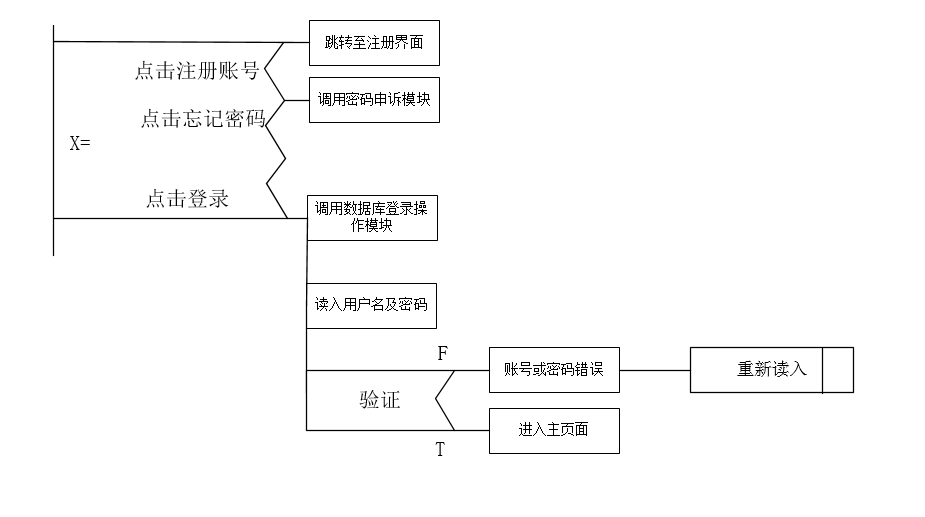 跳转至注册界面
点击注册账号
调用密码申诉模块
点击忘记密码
X=
点击登录
调用数据库登录操
作模块
读入用户名及密码
F
账号或密码错误
重新读入
验证
进入主页面
T